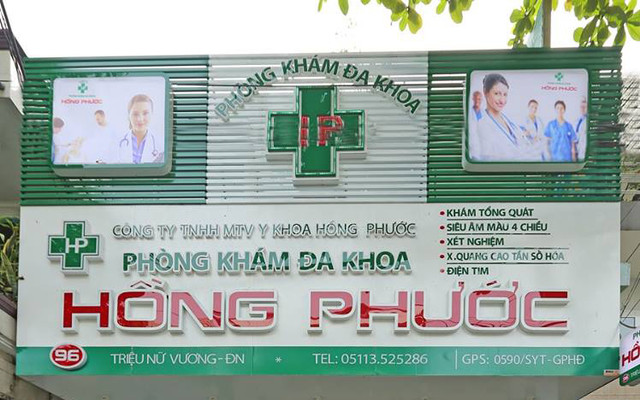 PHÒNG KHÁM ĐA KHOA
HP
HỒNG PHƯỚC
HỒNG PHƯỚC
HP
CÔNG TY TNHH MTV Y KHOA HỒNG PHƯỚC
PHÒNG KHÁM ĐA KHOA
HỒNG PHƯỚC
• KHÁM TỔNG QUÁT
• SIÊU ÂM MÀU 4 CHIỀU
• XÉT NGHIỆM
• X.QUANG CAO TẦN SỐ HÓA
• ĐIỆN TIM
96 TRIỆU NỮ VƯƠNG - ĐN * TEL: 05113.525286 GPS: 0590/SYT-GPHĐ